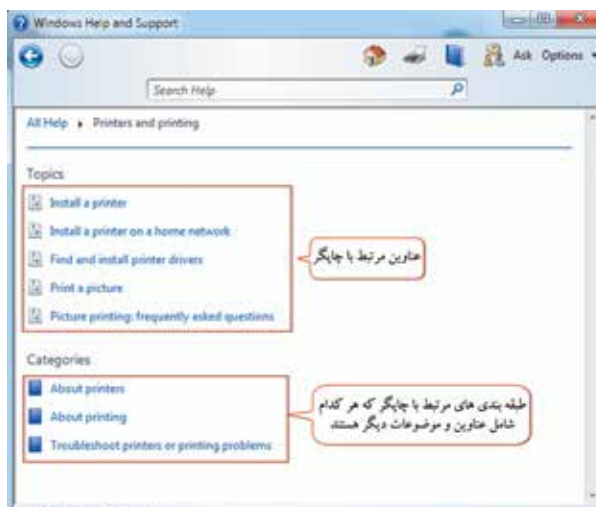 Windows Help and Support
Ask Options
Search Help
All Help ▸ Printers and printing
Topics
Install a printer
Install a printer on a home network
Find and install printer drivers
Print a picture
Picture printing: frequently asked questions
عناوین مرتبط با چاپگر
Categories
About printers
About printing
Troubleshoot printers or printing problems
طبقه بندی های مرتبط با چاپگر که هر کدام
شامل عناوین و موضوعات دیگر هستند